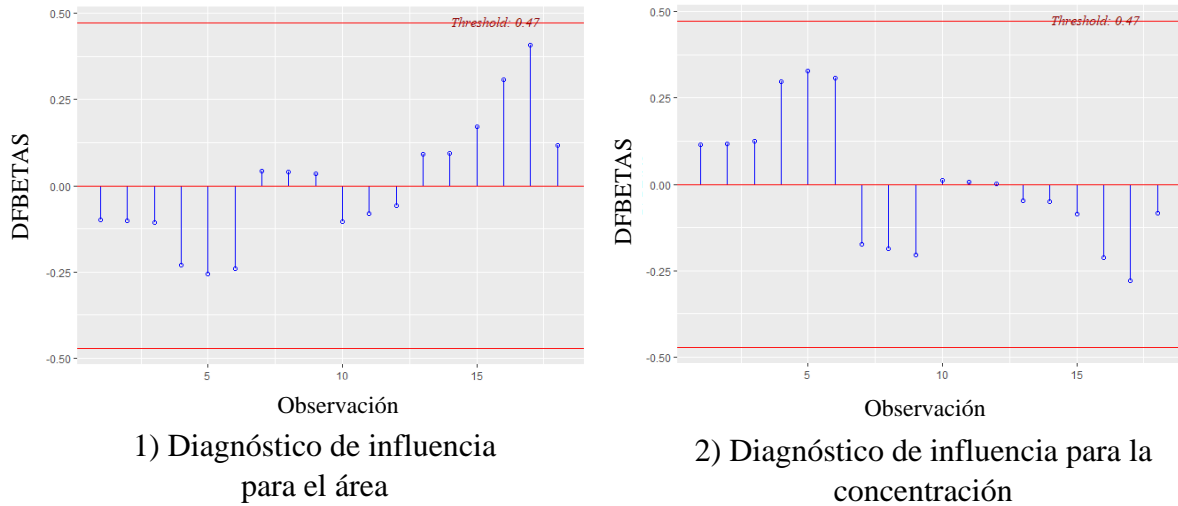 0.50
0.25
0.00
-0.25
-0.50
DFBETAS
Threshold: 0.47
5
10
15
Observación
1) Diagnóstico de influencia
para el área
0.50
0.25
0.00
-0.25
-0.50
DFBETAS
Threshold: 0.47
5
10
15
Observación
2) Diagnóstico de influencia para la
concentración